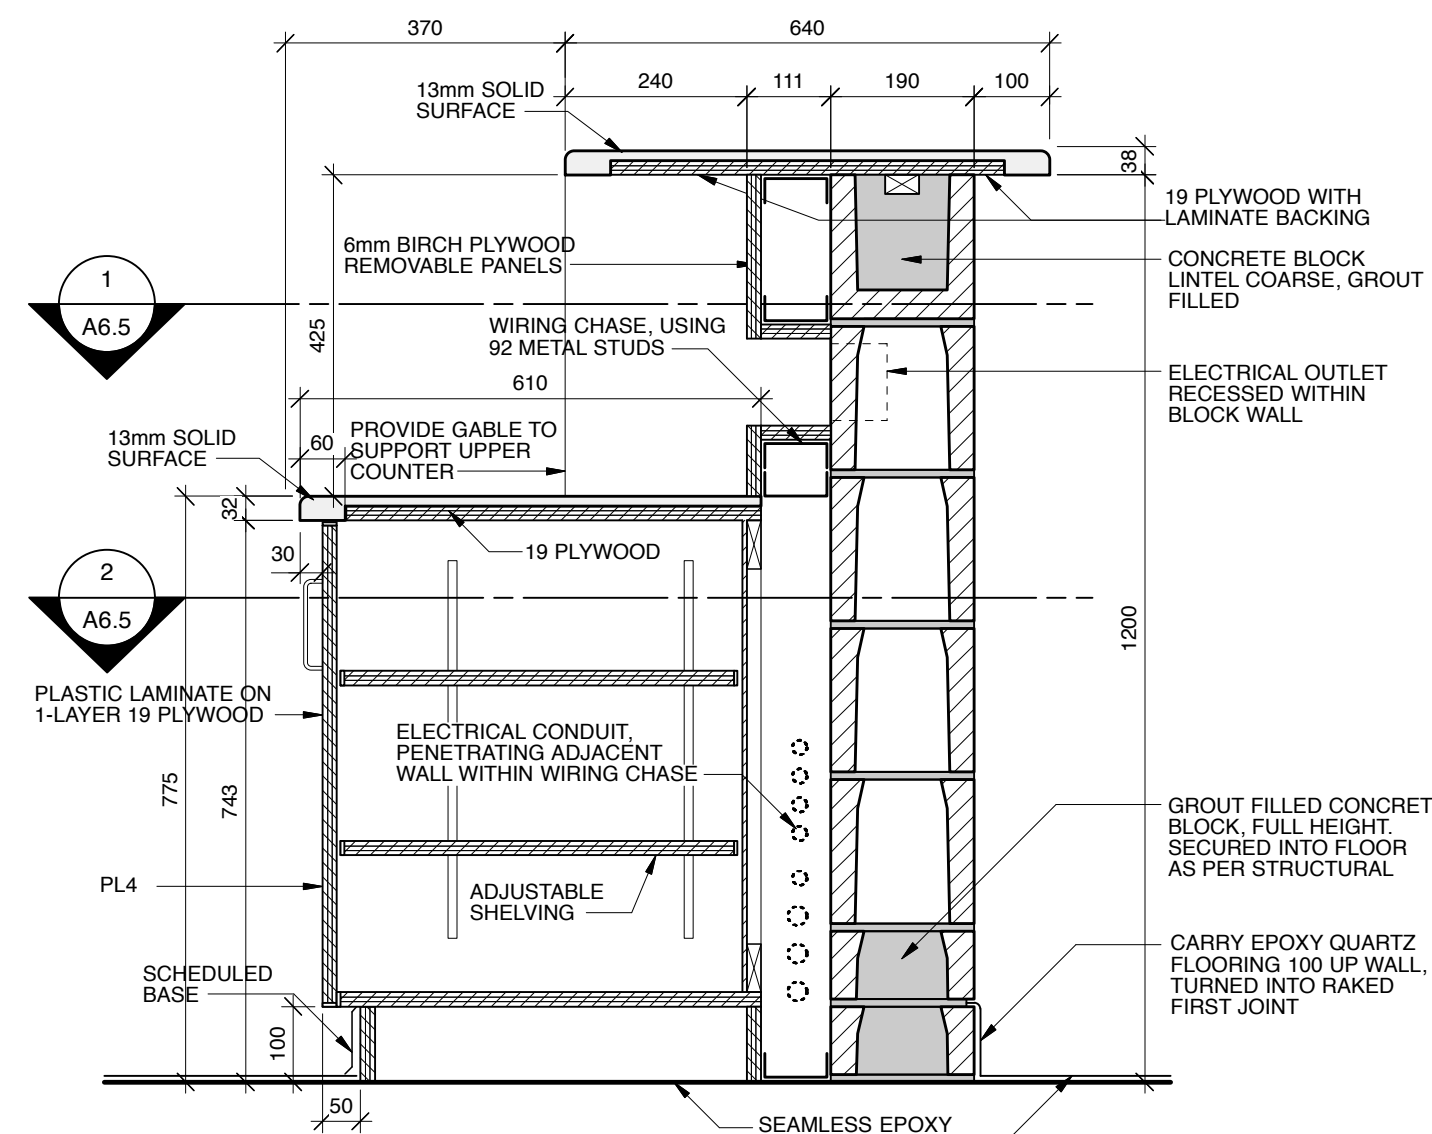 370
640
240
111
190
100
13mm SOLID
SURFACE
38
19 PLYWOOD WITH
LAMINATE BACKING
6mm BIRCH PLYWOOD
REMOVABLE PANELS
CONCRETE BLOCK
LINTEL COARSE, GROUT
FILLED
1
A6.5
425
WIRING CHASE, USING
92 METAL STUDS
610
ELECTRICAL OUTLET
RECESSED WITHIN
BLOCK WALL
13mm SOLID
SURFACE
60
PROVIDE GABLE TO
SUPPORT UPPER
COUNTER
32
30
19 PLYWOOD
2
A6.5
1200
PLASTIC LAMINATE ON
1-LAYER 19 PLYWOOD
ELECTRICAL CONDUIT,
PENETRATING ADJACENT
WALL WITHIN WIRING CHASE
775
743
GROUT FILLED CONCRET
BLOCK, FULL HEIGHT.
SECURED INTO FLOOR
AS PER STRUCTURAL
PL4
ADJUSTABLE
SHELVING
CARRY EPOXY QUARTZ
FLOORING 100 UP WALL,
TURNED INTO RAKED
FIRST JOINT
SCHEDULED
BASE
100
50
SEAMLESS EPOXY